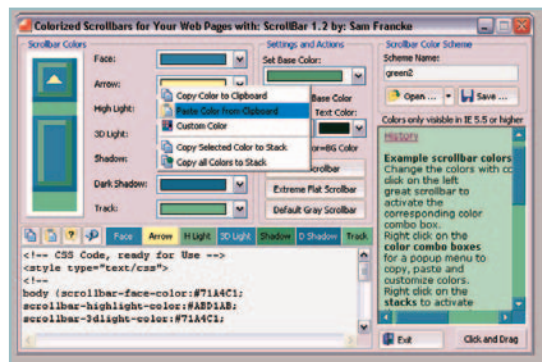 Colorized Scrollbars for Your Web Pages with: ScrollBar 1.2 by: Sam Francke
Scrollbar Colors
Face:
Arrow:
High Light:
3D Light:
Shadow:
Dark Shadow:
Track:
Copy Color to Clipboard
Paste Color from Clipboard
Custom Color
Copy Selected Color to Stack
Copy all Colors to Stack
Settings and Actions
Set Base Color:
Base Color
Text Color:
=BG Color
Extreme Flat Scrollbar
Default Gray Scrollbar
Scrollbar Color Scheme
Scheme Name:
green2
Open ...
Save ...
Colors only visible in IE 5.5 or higher
History
Example scrollbar colors
Change the colors with cc
click on the left
great scrollbar to
activate the
corresponding color
combo box.
Right click on the
color combo boxes
for a popup menu to
copy, paste and
customize colors.
Right click on the
stacks to activate
Face Arrow H Light 3D Light Shadow D Shadow Track
<!-- CSS Code, ready for Use -->
<style type="text/css">
<!--
body {scrollbar-face-color:#71A4C1;
scrollbar-highlight-color:#ABD1AB;
scrollbar-3dlight-color:#71A4C1;
Exit
Click and Drag